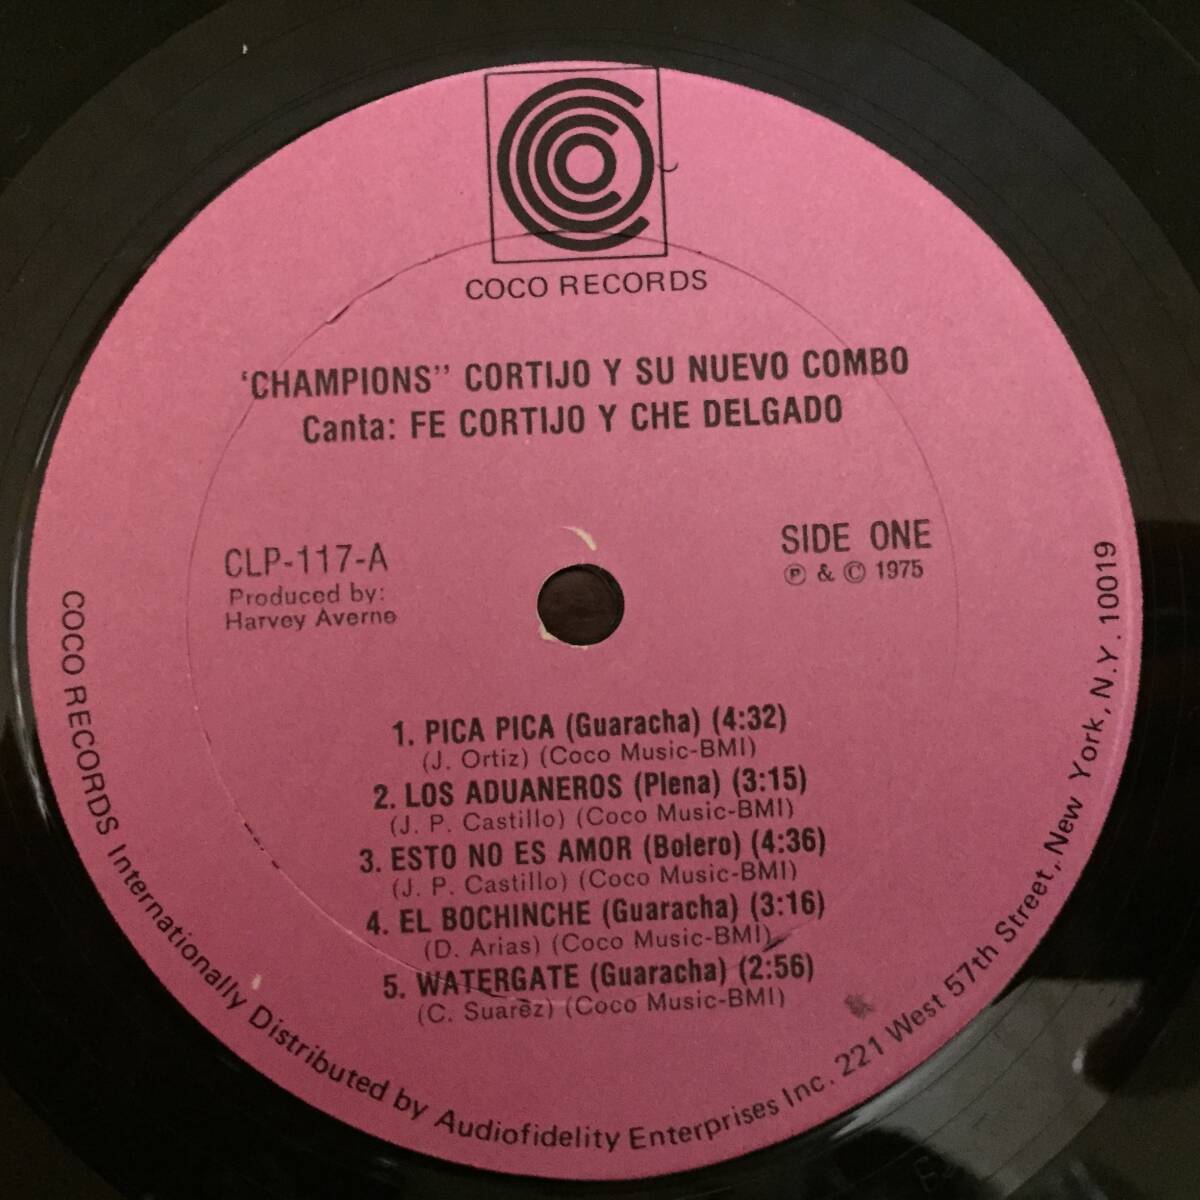 COCO RECORDS
‘CHAMPIONS’’ CORTIJO Y SU NUEVO COMBO
Canta: FE CORTIJO Y CHE DELGADO
CLP-117-A
Produced by:
Harvey Averne
SIDE ONE
℗ & © 1975
1. PICA PICA (Guaracha) (4:32)
(J. Ortiz) (Coco Music-BMI)
2. LOS ADUANEROS (Plena) (3:15)
(J. P. Castillo) (Coco Music-BMI)
3. ESTO NO ES AMOR (Bolero) (4:36)
(J. P. Castillo) (Coco Music-BMI)
4. EL BOCHINCHE (Guaracha) (3:16)
(D. Arias) (Coco Music-BMI)
5. WATERGATE (Guaracha) (2:56)
(C. Suarez) (Coco Music-BMI)
COCO RECORDS Internationally Distributed by Audiofidelity Enterprises Inc. 221 West 57th Street, New York, N.Y. 10019